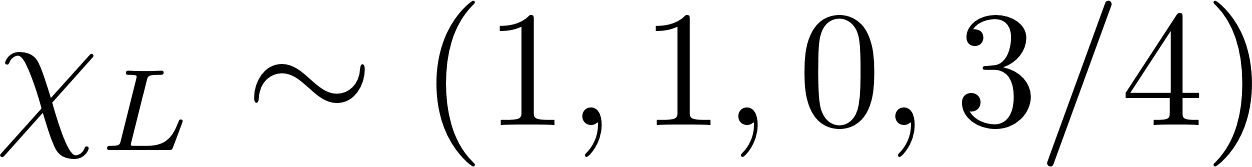 χ_L ~ (1, 1, 0, 3/4)